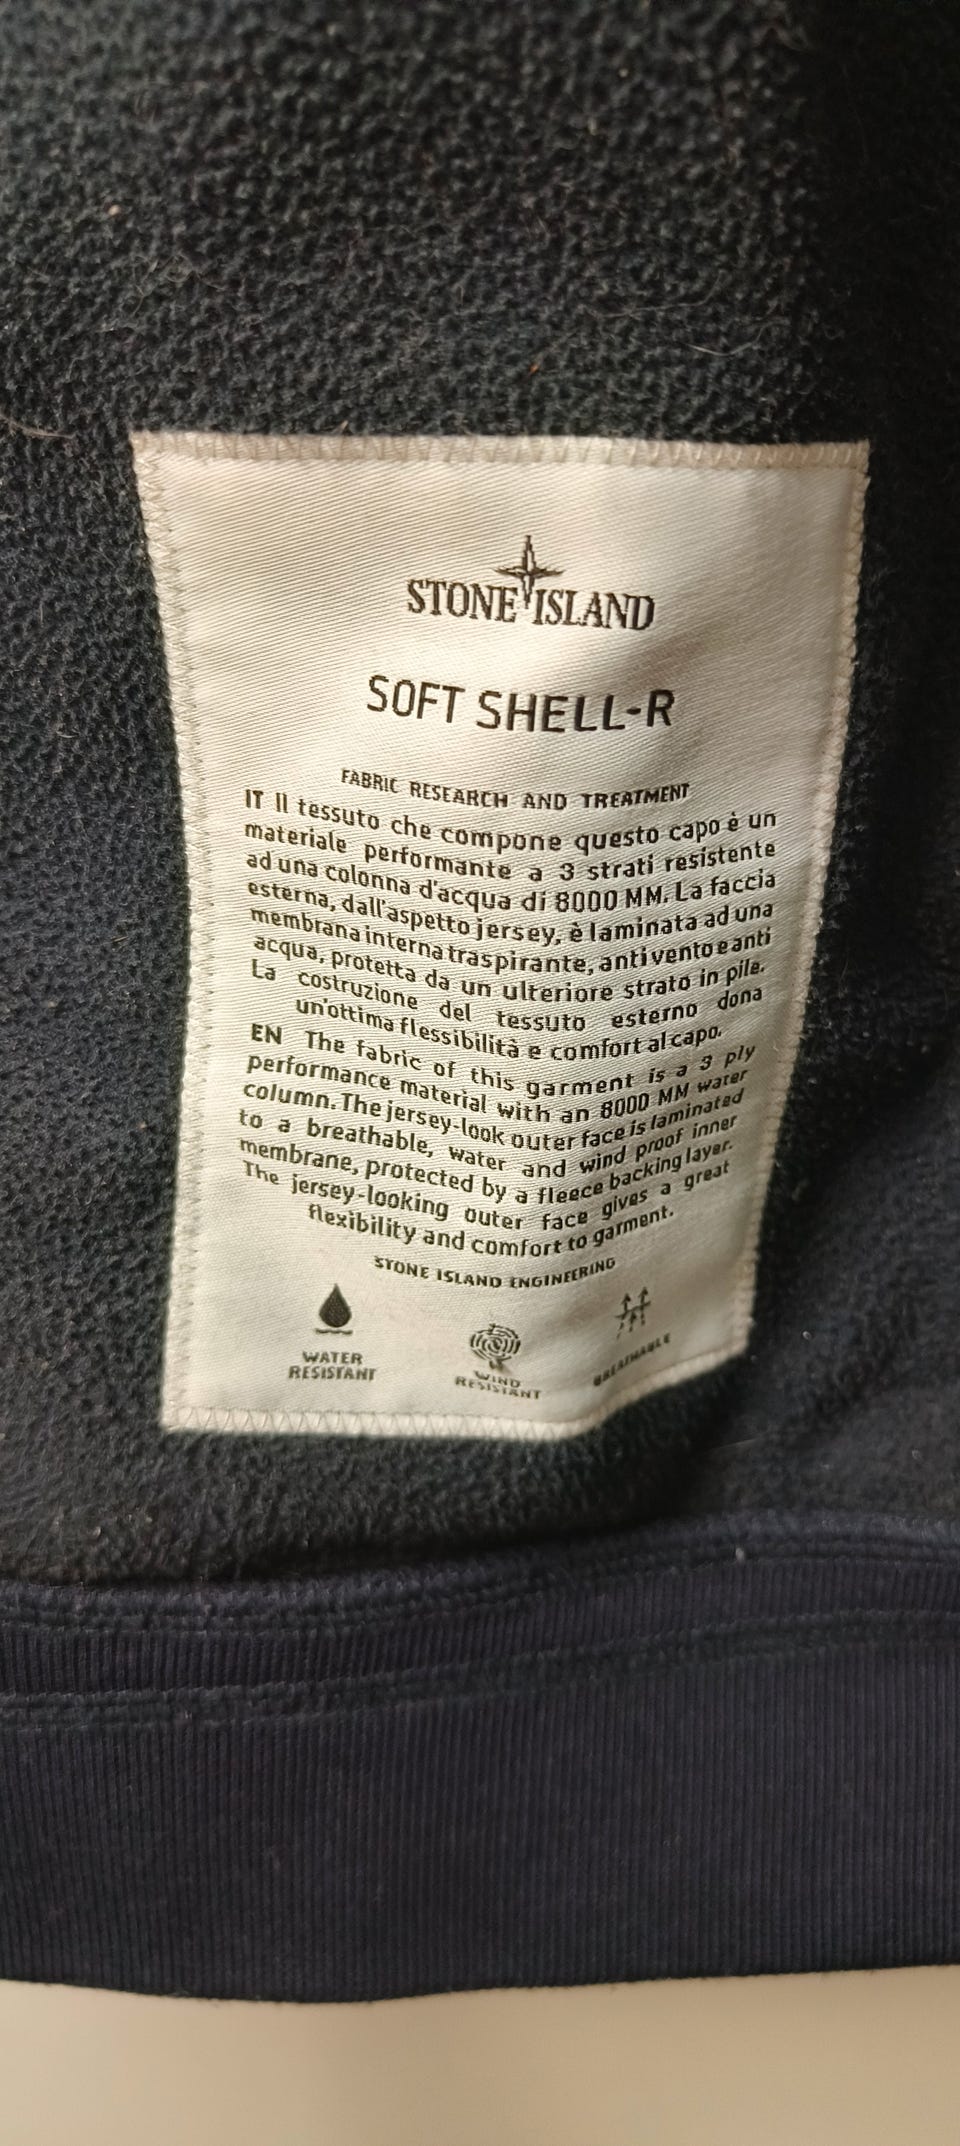 STONE ISLAND
SOFT SHELL-R
FABRIC RESEARCH AND TREATMENT
IT Il tessuto che compone questo capo è un
materiale performante a 3 strati resistente
ad una colonna d'acqua di 8000 MM. La faccia
esterna, dall'aspetto jersey, è laminata ad una
membrana interna traspirante, anti vento e anti
acqua, protetta da un ulteriore strato in pile.
La costruzione del tessuto esterno dona
un'ottima flessibilità e comfort al capo.
EN The fabric of this garment is a 3 ply
performance material with an 8000 MM water
column. The jersey-look outer face is laminated
to a breathable, water and wind proof inner
membrane, protected by a fleece backing layer.
The jersey-looking outer face gives a great
flexibility and comfort to garment.
STONE ISLAND ENGINEERING
WATER
RESISTANT
WIND
RESISTANT
BREATHABLE